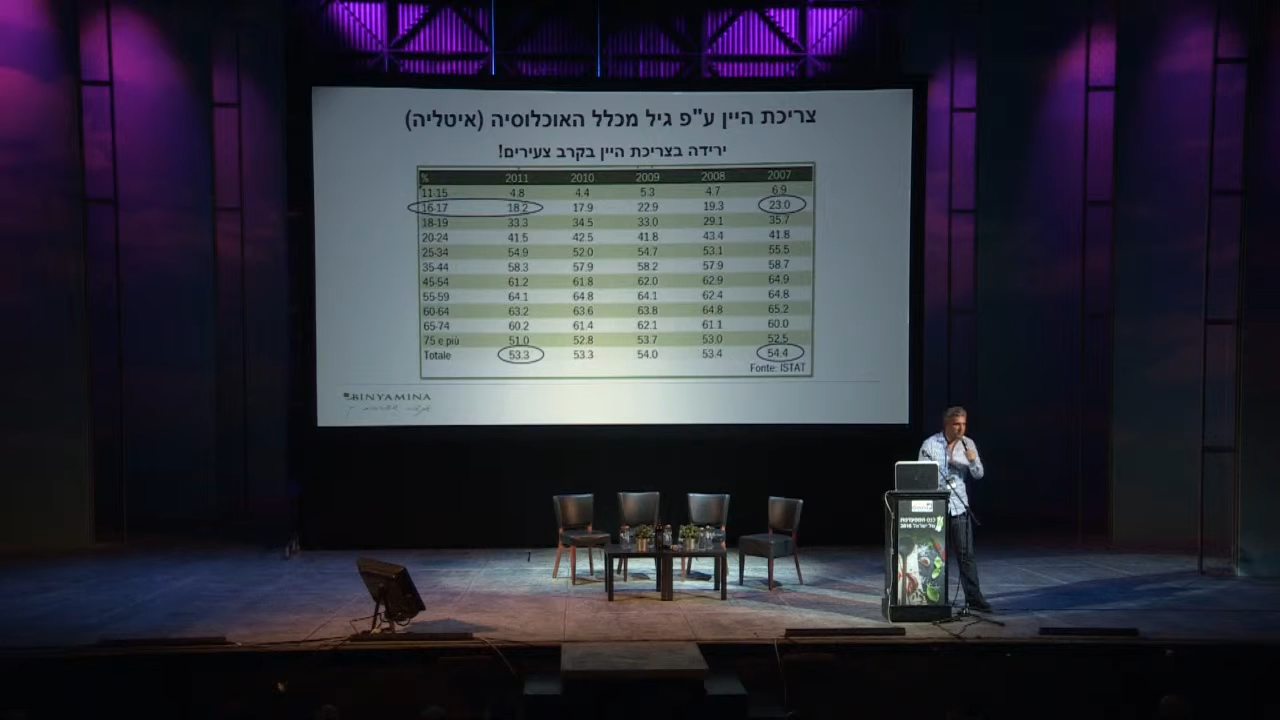 צריכת היין ע"פ גיל מכלל האוכלוסיה (איטליה)
ירידה בצריכת היין בקרב צעירים!
% 2011 2010 2009 2008 2007
11-15 4.8 4.4 5.3 4.7 6.9
16-17 18.2 17.9 22.9 19.3 23.0
18-19 33.3 34.5 33.0 29.1 35.7
20-24 41.5 42.5 41.8 43.4 41.8
25-34 54.9 52.0 54.7 53.1 55.5
35-44 58.3 57.9 58.2 57.9 58.7
45-54 61.2 61.8 62.0 62.9 64.9
55-59 64.1 64.8 64.1 62.4 64.8
60-64 63.2 63.6 63.8 64.8 65.2
65-74 60.2 61.4 62.1 61.1 60.0
75 e più 51.0 52.8 53.7 53.0 52.5
Totale 53.3 53.3 54.0 53.4 54.4
Fonte: ISTAT
BINYAMINA
כנס המסעדנות
של ישראל 2016